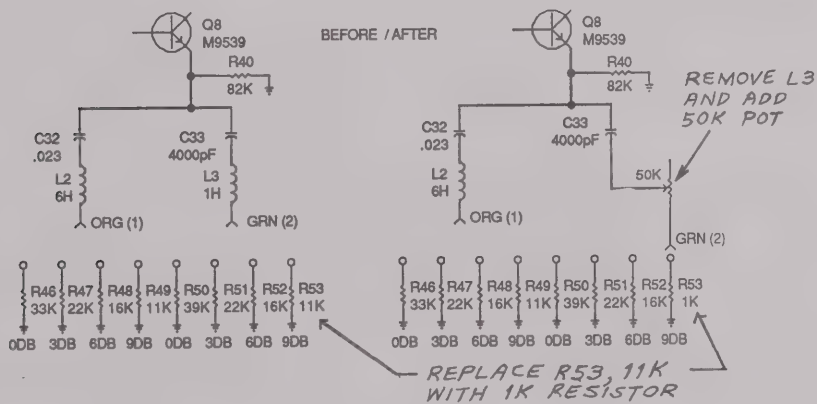 BEFORE / AFTER
Q8
M9539
R40
82K
C32
.023
C33
4000pF
L2
6H
L3
1H
ORG (1)
GRN (2)
R46
33K
R47
22K
R48
16K
R49
11K
R50
39K
R51
22K
R52
16K
R53
11K
0DB 3DB 6DB 9DB 0DB 3DB 6DB 9DB
Q8
M9539
R40
82K
C32
.023
C33
4000pF
L2
6H
50K
ORG (1)
GRN (2)
REMOVE L3
AND ADD
50K POT
R46
33K
R47
22K
R48
16K
R49
11K
R50
39K
R51
22K
R52
16K
R53
1K
0DB 3DB 6DB 9DB 0DB 3DB 6DB 9DB
REPLACE R53, 11K
WITH 1K RESISTOR